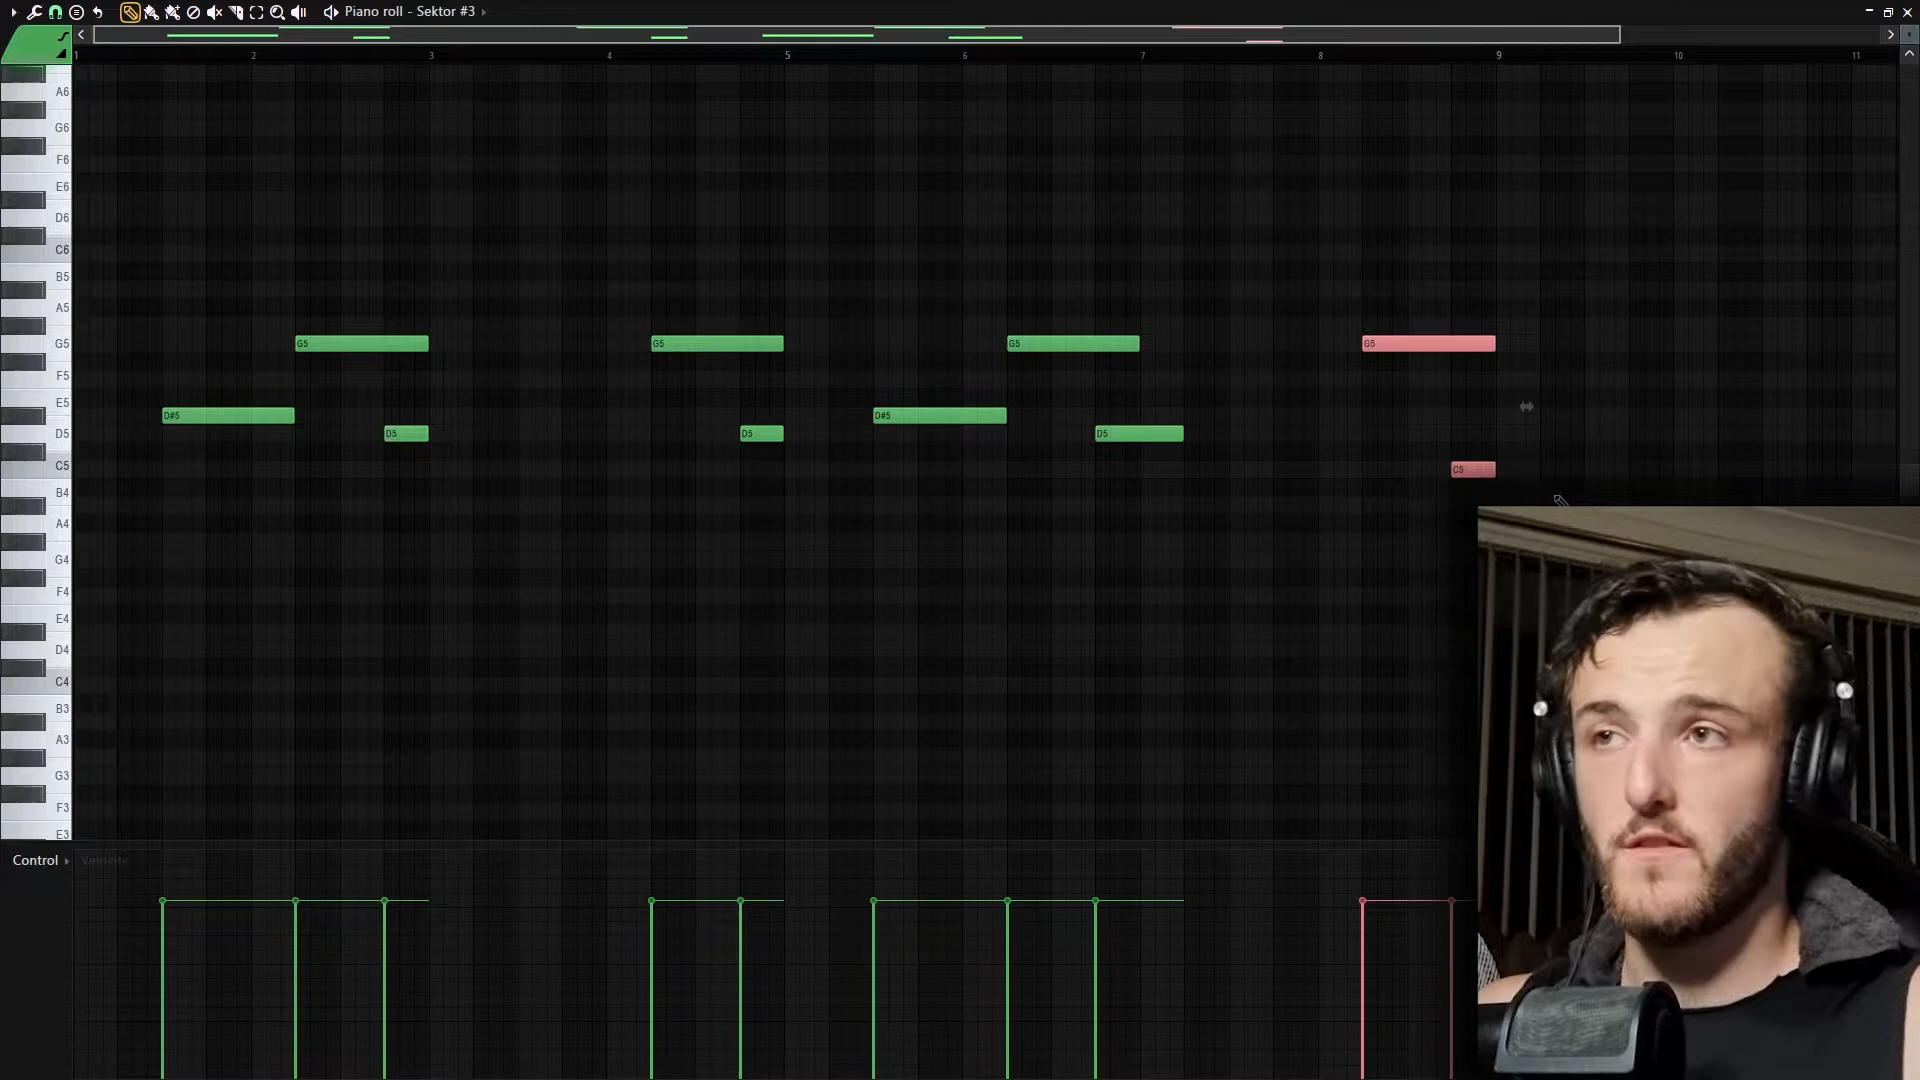 Piano roll - Sektor #3
1 2 3 4 5 6 7 8 9 10 11
A6
G6
F6
E6
D6
C6
B5
A5
G5 G5 G5 G5 G5
F5
E5
D#5 D#5
D5 D5 D5 D5
C5 C5
B4
A4
G4
F4
E4
D4
C4
B3
A3
G3
F3
E3
Control Velocity